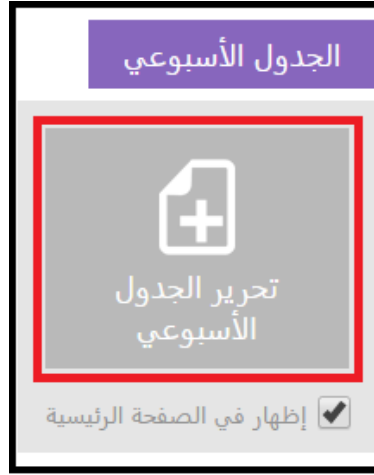 الجدول الأسبوعي
تحرير الجدول
الأسبوعي
إظهار في الصفحة الرئيسية